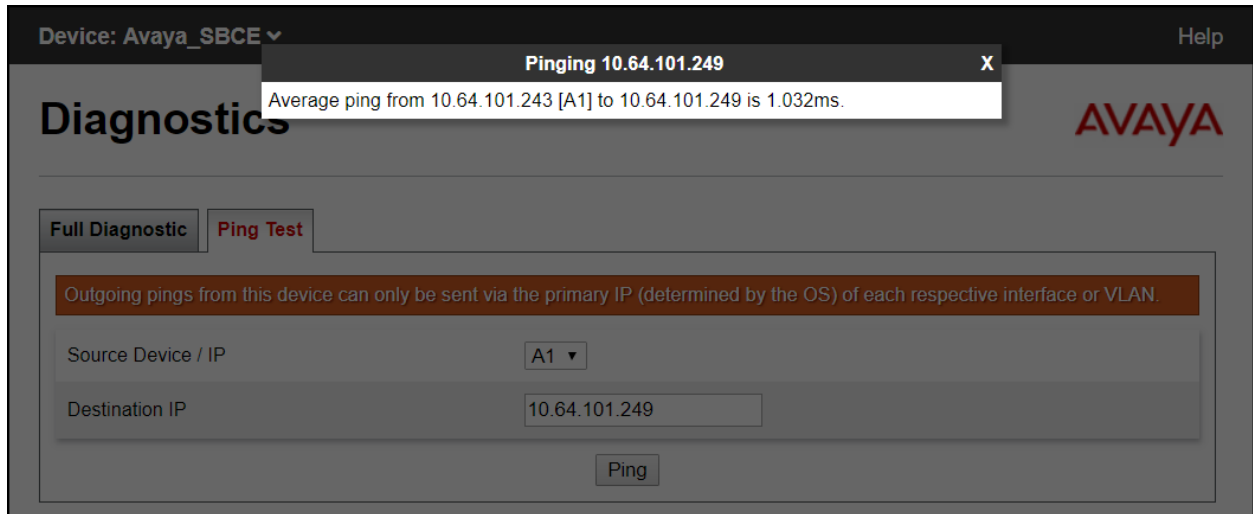 Device: Avaya_SBCE
Help
Pinging 10.64.101.249 X
Average ping from 10.64.101.243 [A1] to 10.64.101.249 is 1.032ms.
Diagnostics
AVAYA
Full Diagnostic Ping Test
Outgoing pings from this device can only be sent via the primary IP (determined by the OS) of each respective interface or VLAN.
Source Device / IP A1
Destination IP 10.64.101.249
Ping